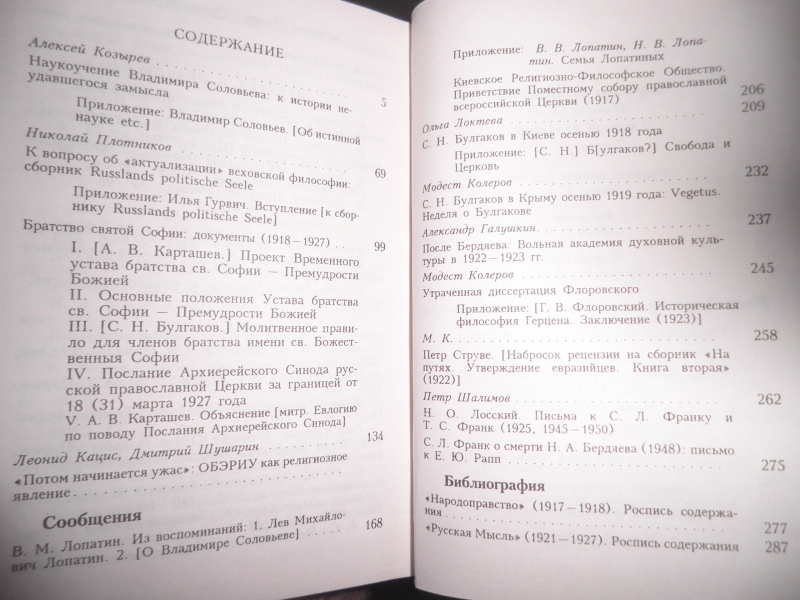 СОДЕРЖАНИЕ
Алексей Козырев
Наукоучение Владимира Соловьева: к истории не-
удавшегося замысла 5
Приложение: Владимир Соловьев. [Об истинной
науке etc.]
Николай Плотников
К вопросу об «актуализации» веховской философии: 69
сборник Russlands politische Seele
Приложение: Илья Гурвич. Вступление [к сбор-
нику Russlands politische Seele]
Братство святой Софии: документы (1918—1927) . . 99
I. [А. В. Карташев.] Проект Временного
устава братства св. Софии — Премудрости
Божией
II. Основные положения Устава братства
св. Софии — Премудрости Божией
III. [С. Н. Булгаков.] Молитвенное прави-
ло для членов братства имени св. Божест-
венныя Софии
IV. Послание Архиерейского Синода рус-
ской православной Церкви за границей от
18 (31) марта 1927 года
V. А. В. Карташев. Объяснение [митр. Евлогию
по поводу Послания Архиерейского Синода]
Леонид Кацис, Дмитрий Шушарин 134
«Потом начинается ужас»: ОБЭРИУ как религиозное
явление
Сообщения
В. М. Лопатин. Из воспоминаний: 1. Лев Михайло- 168
ович Лопатин. 2. [О Владимире Соловьеве]
Приложение: В. В. Лопатин, Н. В. Лопа-
тин. Семья Лопатиных
Киевское Религиозно-Философское Общество.
Приветствие Поместному собору православной 206
всероссийской Церкви (1917)
209
Ольга Локтева
С. Н. Булгаков в Киеве осенью 1918 года
Приложение: [С. Н.] Б[улгаков?] Свобода и
Церковь
Модест Колеров 232
С. Н. Булгаков в Крыму осенью 1919 года: Vegetus.
Неделя о Булгакове
Александр Галушкин 237
После Бердяева: Вольная академия духовной куль-
туры в 1922—1923 гг.
Модест Колеров 245
Утраченная диссертация Флоровского
Приложение: [Г. В. Флоровский. Историческая
философия Герцена. Заключение (1923)]
М. К. 258
Петр Струве. [Набросок рецензии на сборник «На
путях. Утверждение евразийцев. Книга вторая»
(1922)]
Петр Шалимов 262
Н. О. Лосский. Письма к С. Л. Франку и
Т. С. Франк (1925, 1945—1950)
С. Л. Франк о смерти Н. А. Бердяева (1948): письмо
к Е. Ю. Рапп 275
Библиография
«Народоправство» (1917—1918). Роспись содержа-
ния 277
«Русская Мысль» (1921—1927). Роспись содержания 287